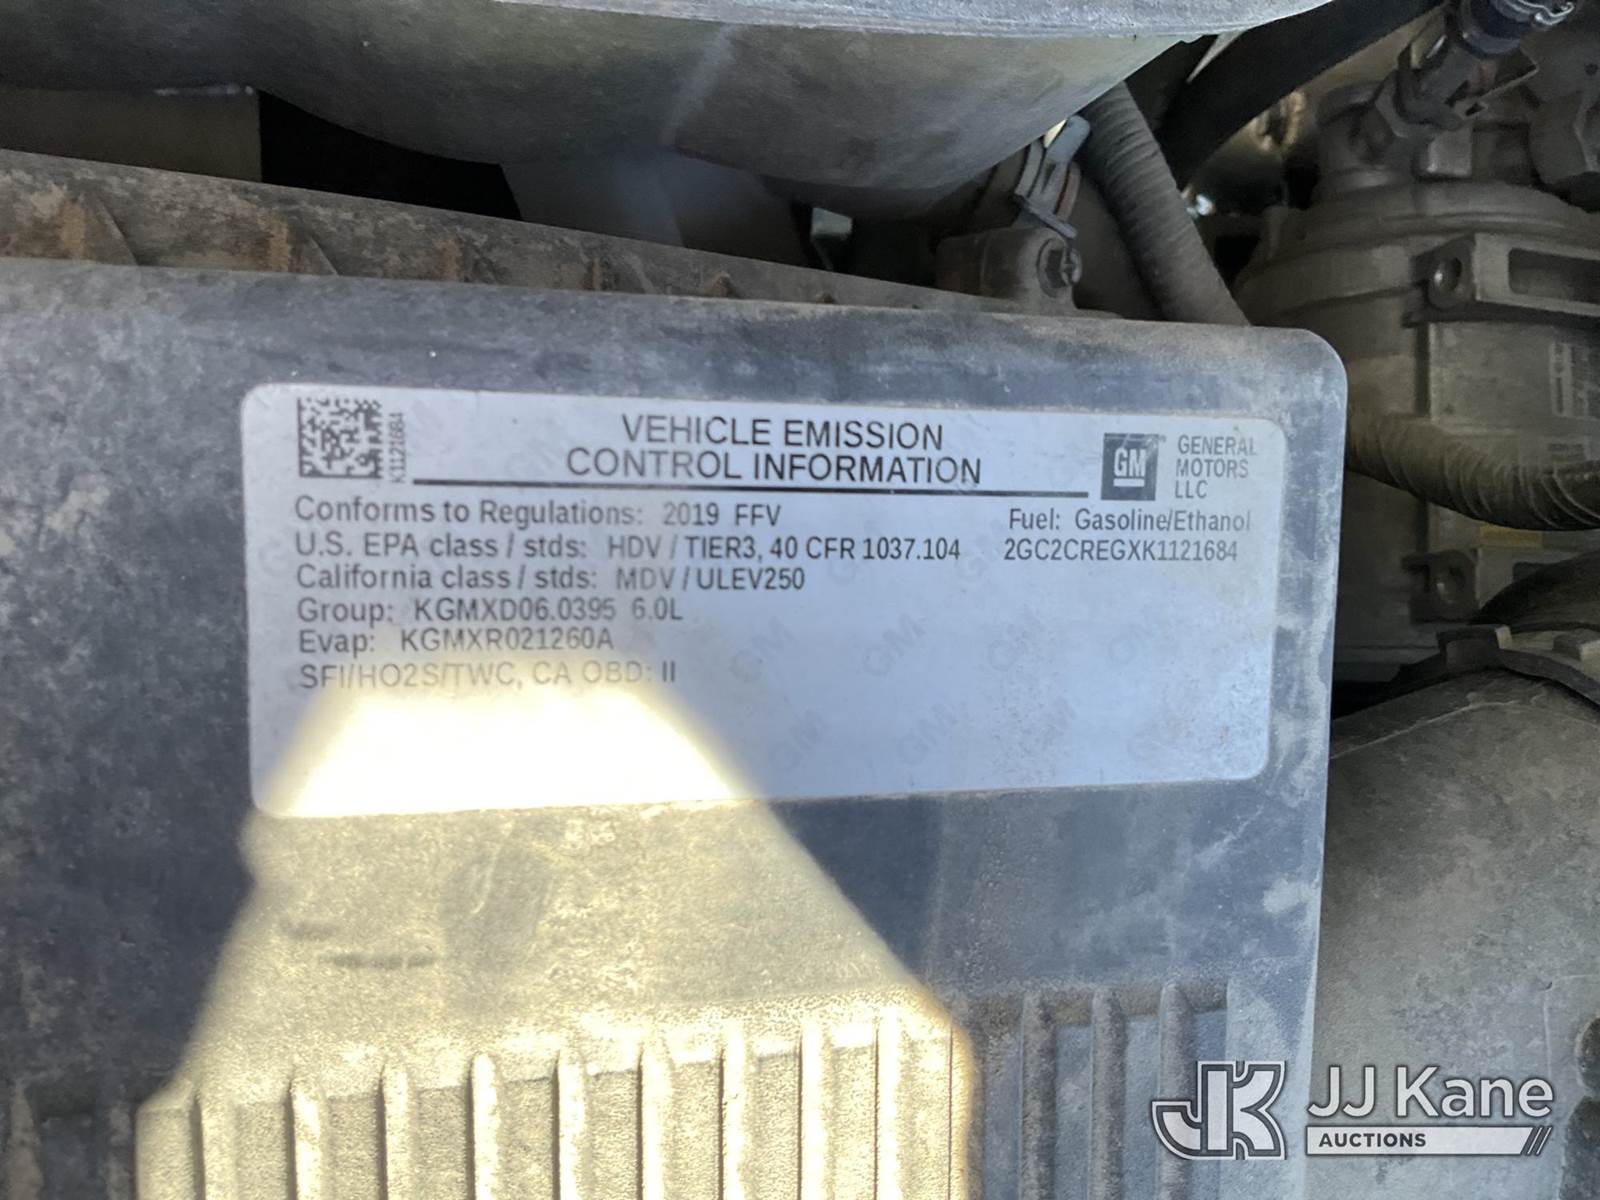 K1121684
VEHICLE EMISSION
CONTROL INFORMATION
GM
GENERAL
MOTORS
LLC
Conforms to Regulations: 2019 FFV
Fuel: Gasoline/Ethanol
U.S. EPA class / stds: HDV / TIER3, 40 CFR 1037.104
2GC2CREGXK1121684
California class / stds: MDV / ULEV250
Group: KGMXD06.0395 6.0L
Evap: KGMXR021260A
SFI/HO2S/TWC, CA OBD: II
JK
JJ Kane
AUCTIONS